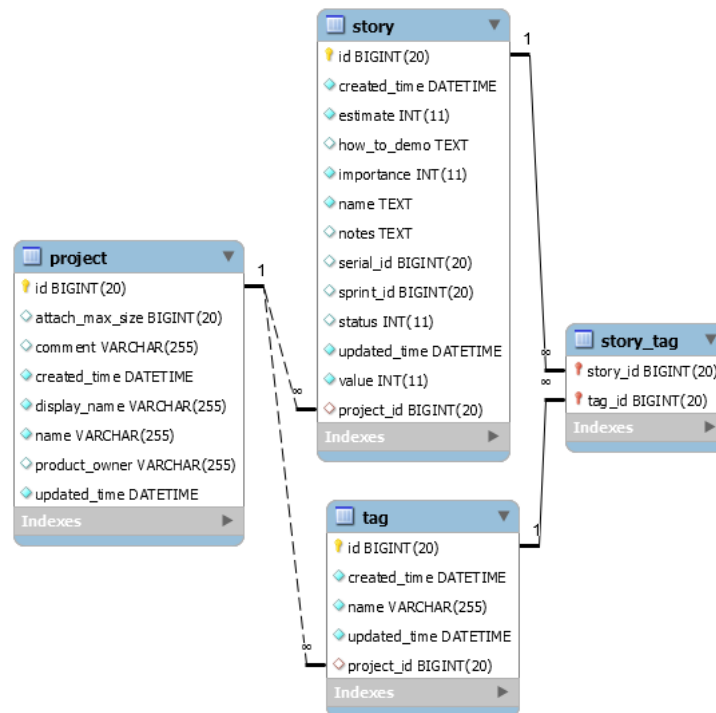 story
id BIGINT(20)
created_time DATETIME
estimate INT(11)
how_to_demo TEXT
importance INT(11)
name TEXT
notes TEXT
serial_id BIGINT(20)
sprint_id BIGINT(20)
status INT(11)
updated_time DATETIME
value INT(11)
project_id BIGINT(20)
Indexes
1
project
id BIGINT(20)
attach_max_size BIGINT(20)
comment VARCHAR(255)
created_time DATETIME
display_name VARCHAR(255)
name VARCHAR(255)
product_owner VARCHAR(255)
updated_time DATETIME
Indexes
1
∞
∞
story_tag
story_id BIGINT(20)
tag_id BIGINT(20)
Indexes
∞
∞
tag
id BIGINT(20)
created_time DATETIME
name VARCHAR(255)
updated_time DATETIME
project_id BIGINT(20)
Indexes
1